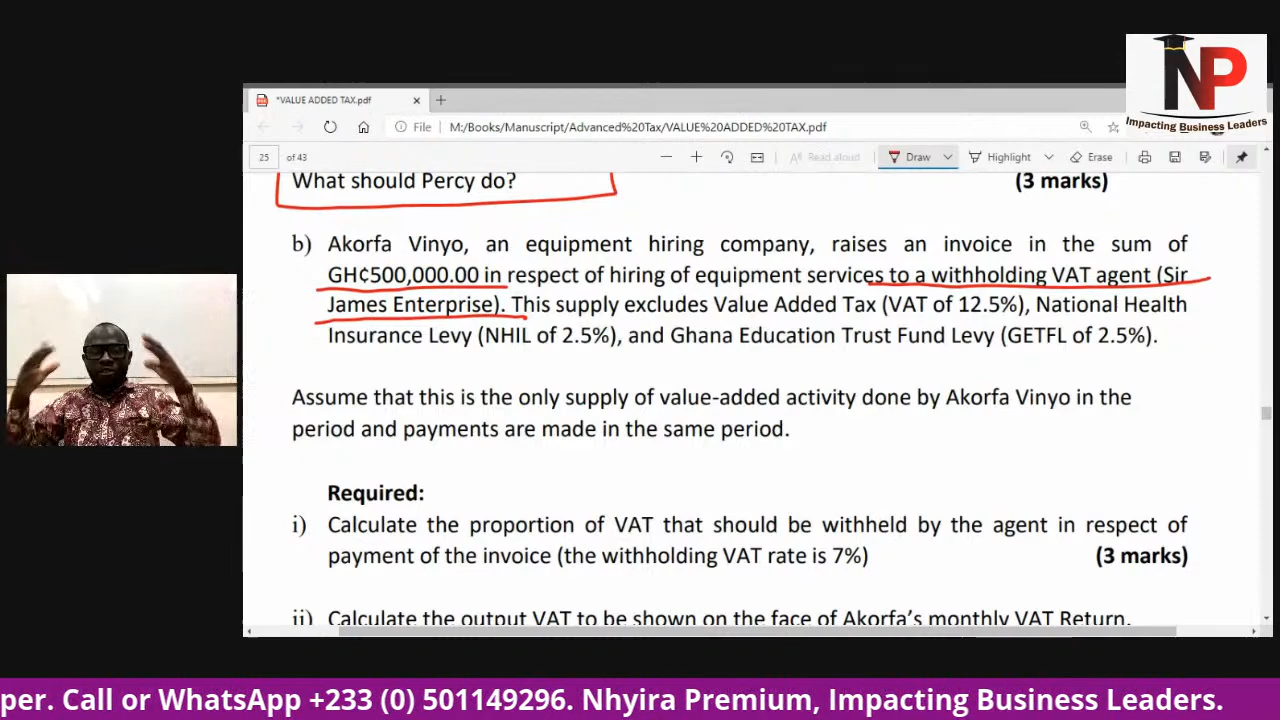 NP
Impacting Business Leaders
*VALUE ADDED TAX.pdf
File M:/Books/Manuscript/Advanced%20Tax/VALUE%20ADDED%20TAX.pdf
25 of 43 Read aloud Draw Highlight Erase
What should Percy do? (3 marks)
b) Akorfa Vinyo, an equipment hiring company, raises an invoice in the sum of
GH¢500,000.00 in respect of hiring of equipment services to a withholding VAT agent (Sir
James Enterprise). This supply excludes Value Added Tax (VAT of 12.5%), National Health
Insurance Levy (NHIL of 2.5%), and Ghana Education Trust Fund Levy (GETFL of 2.5%).
Assume that this is the only supply of value-added activity done by Akorfa Vinyo in the
period and payments are made in the same period.
Required:
i) Calculate the proportion of VAT that should be withheld by the agent in respect of
payment of the invoice (the withholding VAT rate is 7%) (3 marks)
ii) Calculate the output VAT to be shown on the face of Akorfa's monthly VAT Return.
per. Call or WhatsApp +233 (0) 501149296. Nhyira Premium, Impacting Business Leaders.